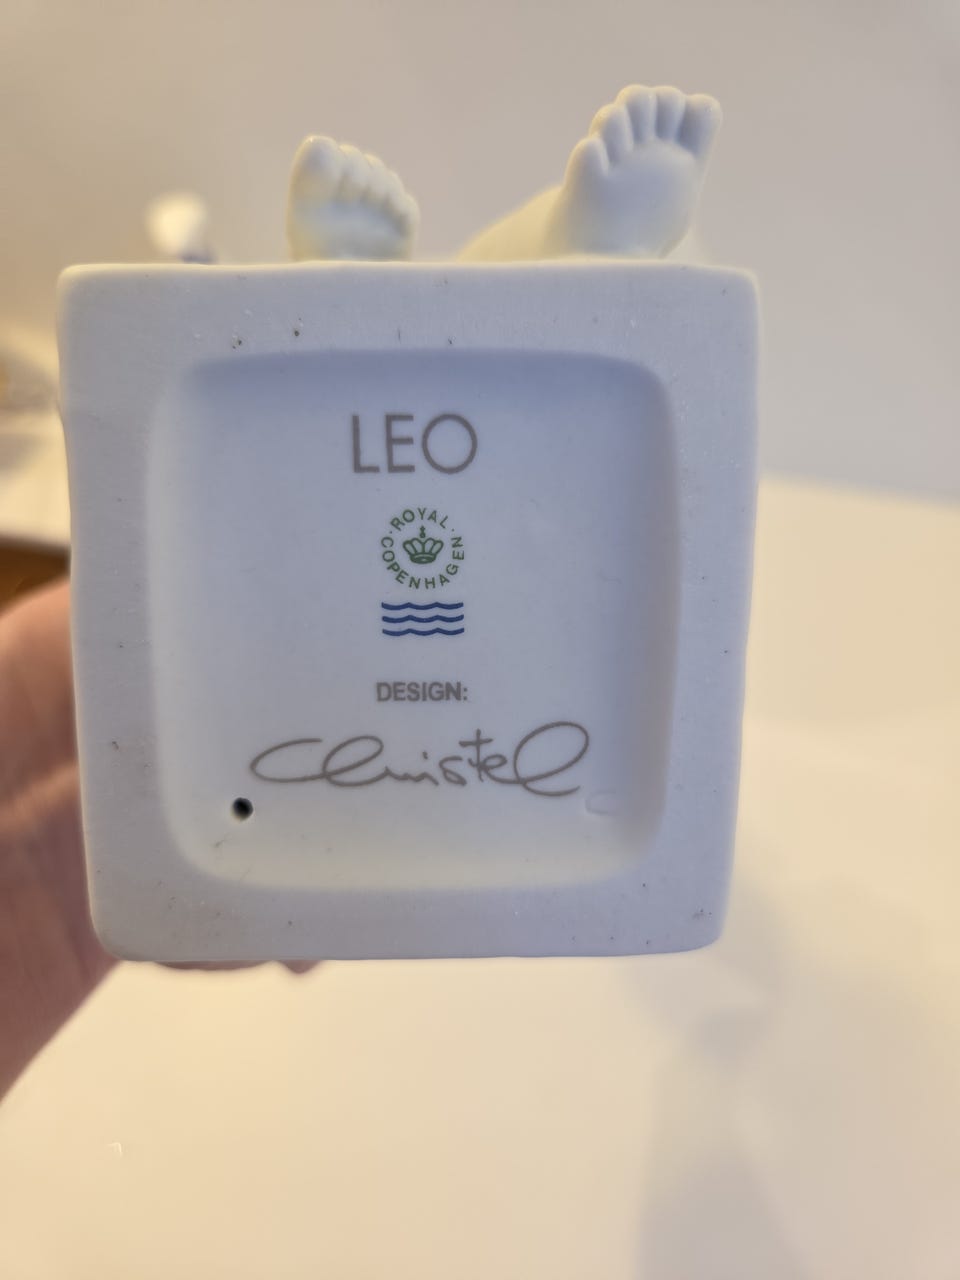 LEO
· ROYAL ·
COPENHAGEN
DESIGN:
Christel